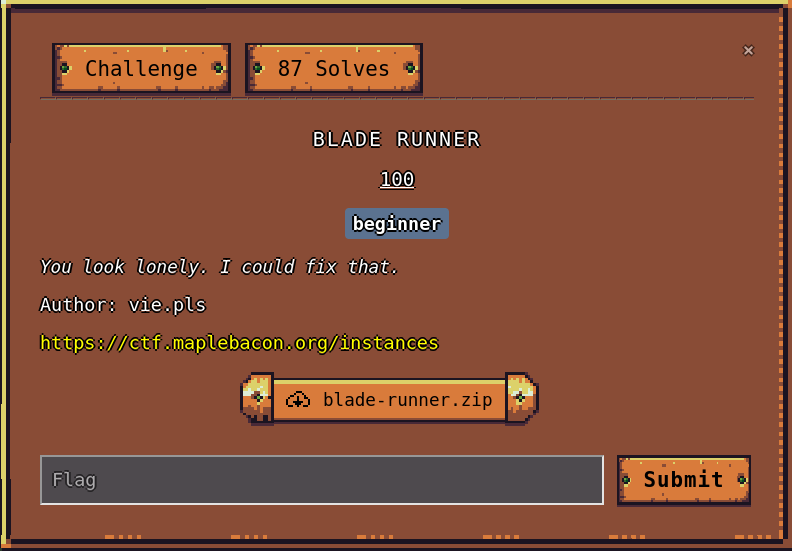 Challenge
87 Solves
×
BLADE RUNNER
100
beginner
You look lonely. I could fix that.
Author: vie.pls
https://ctf.maplebacon.org/instances
blade-runner.zip
Flag
Submit